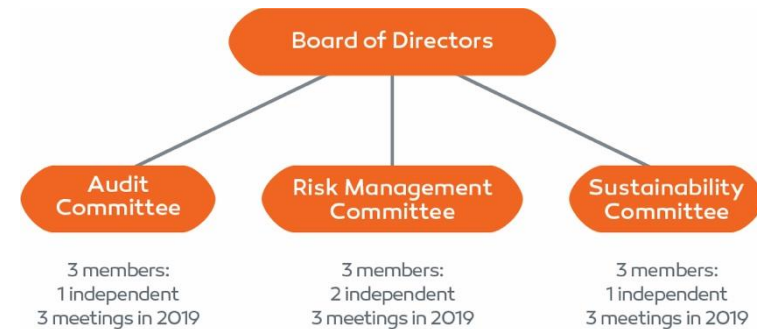 Board of Directors
Audit
Committee
3 members:
1 independent
3 meetings in 2019
Risk Management
Committee
3 members:
2 independent
3 meetings in 2019
Sustainability
Committee
3 members:
1 independent
3 meetings in 2019